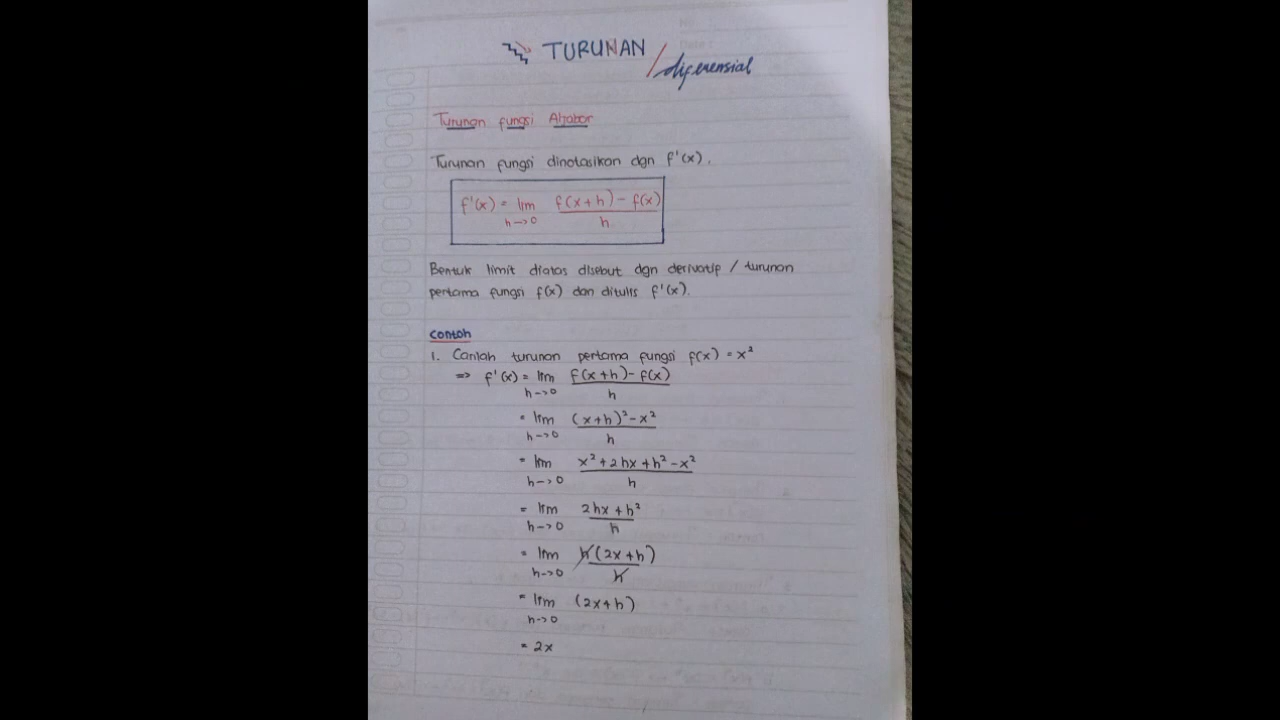 TURUNAN / diferensial
Turunan fungsi Aljabar
Turunan fungsi dinotasikan dgn f'(x).
f'(x) = lim f(x+h) - f(x)
h->0 h
Bentuk limit diatas disebut dgn derivatif / turunan
pertama fungsi f(x) dan ditulis f'(x).
contoh
1. Carilah turunan pertama fungsi f(x) = x²
=> f'(x) = lim f(x+h) - f(x)
h->0 h
= lim (x+h)² - x²
h->0 h
= lim x² + 2hx + h² - x²
h->0 h
= lim 2hx + h²
h->0 h
= lim h(2x+h)
h->0 h
= lim (2x+h)
h->0
= 2x